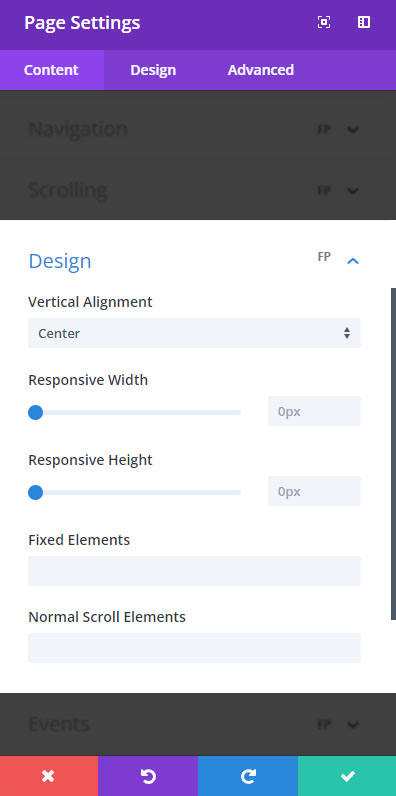 Page Settings
Content Design Advanced
Navigation FP
Scrolling FP
Design FP
Vertical Alignment
Center
Responsive Width
0px
Responsive Height
0px
Fixed Elements
Normal Scroll Elements
Events FP